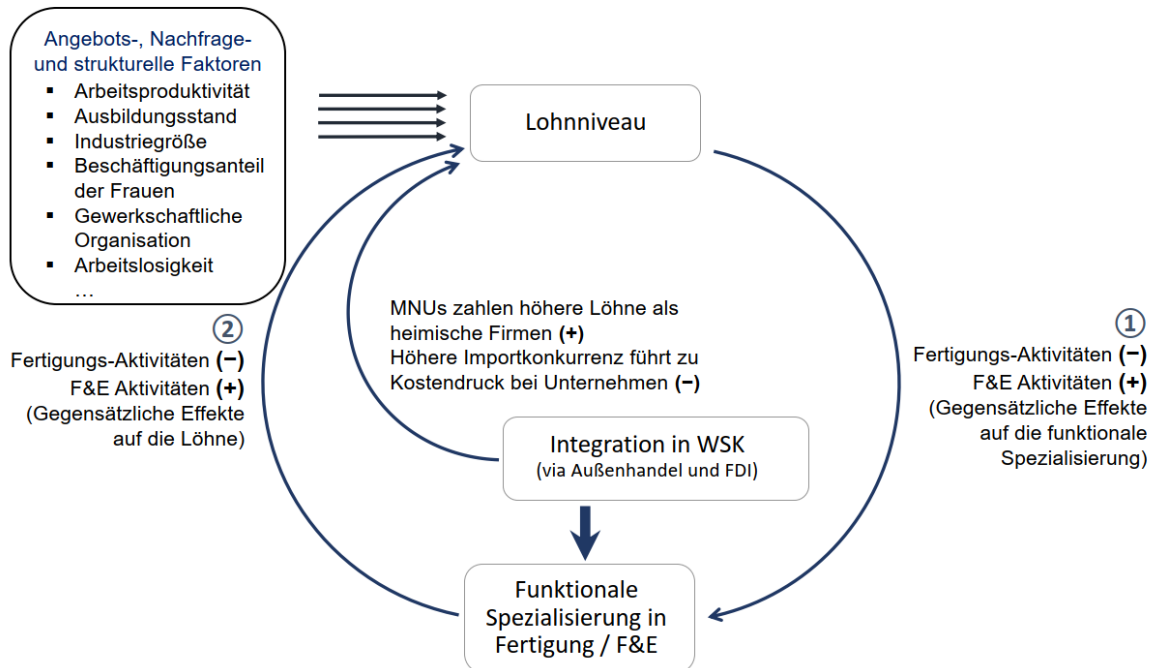 Angebots-, Nachfrage-
und strukturelle Faktoren
▪ Arbeitsproduktivität
▪ Ausbildungsstand
▪ Industriegröße
▪ Beschäftigungsanteil
der Frauen
▪ Gewerkschaftliche
Organisation
▪ Arbeitslosigkeit
…
Lohnniveau
MNUs zahlen höhere Löhne als
heimische Firmen (+)
Höhere Importkonkurrenz führt zu
Kostendruck bei Unternehmen (−)
②
Fertigungs-Aktivitäten (−)
F&E Aktivitäten (+)
(Gegensätzliche Effekte
auf die Löhne)
①
Fertigungs-Aktivitäten (−)
F&E Aktivitäten (+)
(Gegensätzliche Effekte
auf die funktionale
Spezialisierung)
Integration in WSK
(via Außenhandel und FDI)
Funktionale
Spezialisierung in
Fertigung / F&E